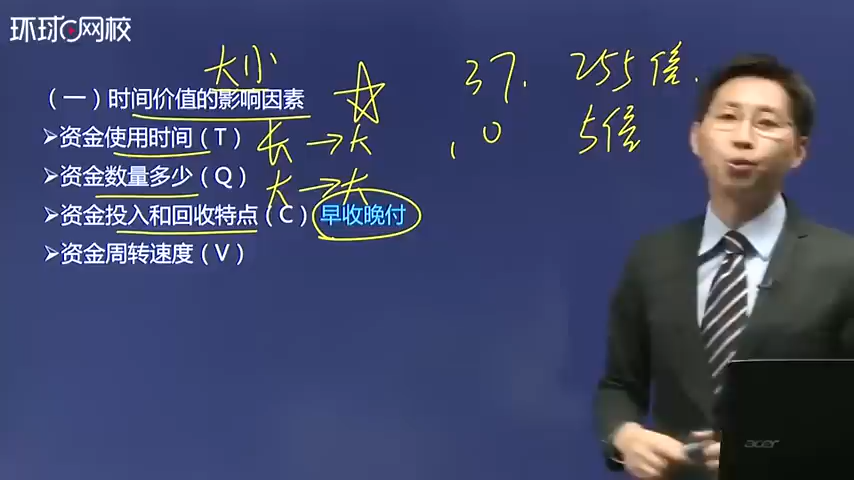 环球网校
大小
37. 255倍.
（一）时间价值的影响因素
10 5倍
➢资金使用时间（T） 长→大
➢资金数量多少（Q） 大→大
➢资金投入和回收特点（C）早收晚付
➢资金周转速度（V）
acer